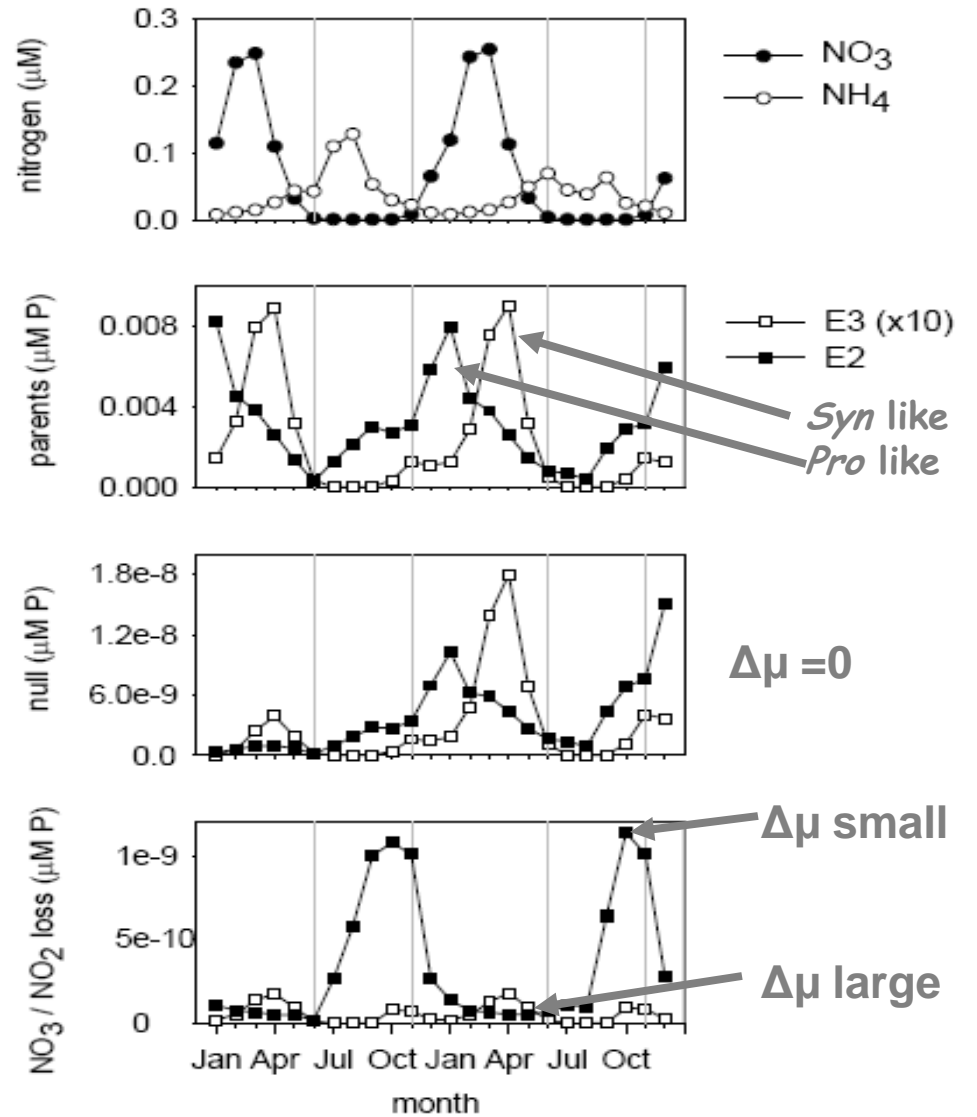 nitrogen (μM)
0.3
0.2
0.1
0.0
NO3
NH4
parents (μM P)
0.008
0.004
0.000
E3 (x10)
E2
Syn like
Pro like
null (μM P)
1.8e-8
1.2e-8
6.0e-9
0.0
Δμ =0
NO3 / NO2 loss (μM P)
1e-9
5e-10
0
Δμ small
Δμ large
Jan Apr Jul Oct Jan Apr Jul Oct
month